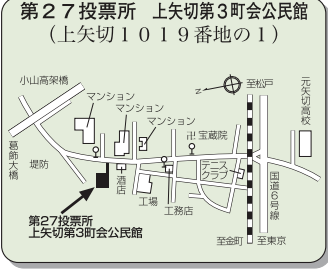 第27投票所 上矢切第3町会公民館
（上矢切1019番地の1）
小山高架橋
マンション
マンション
マンション
N
至松戸
元矢切高校
卍 宝蔵院
葛飾大橋
堤防
酒店
工場
工務店
テニスクラブ
国道6号線
第27投票所
上矢切第3町会公民館
至金町
至東京